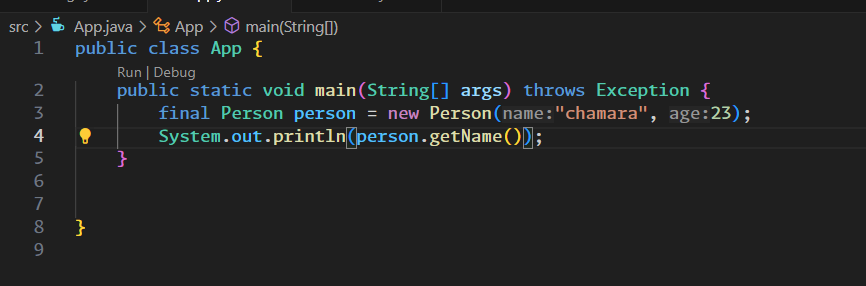 src > App.java > App > main(String[])
1 public class App {
Run | Debug
2 public static void main(String[] args) throws Exception {
3 final Person person = new Person(name:"chamara", age:23);
4 System.out.println(person.getName());
5 }
6
7
8 }
9